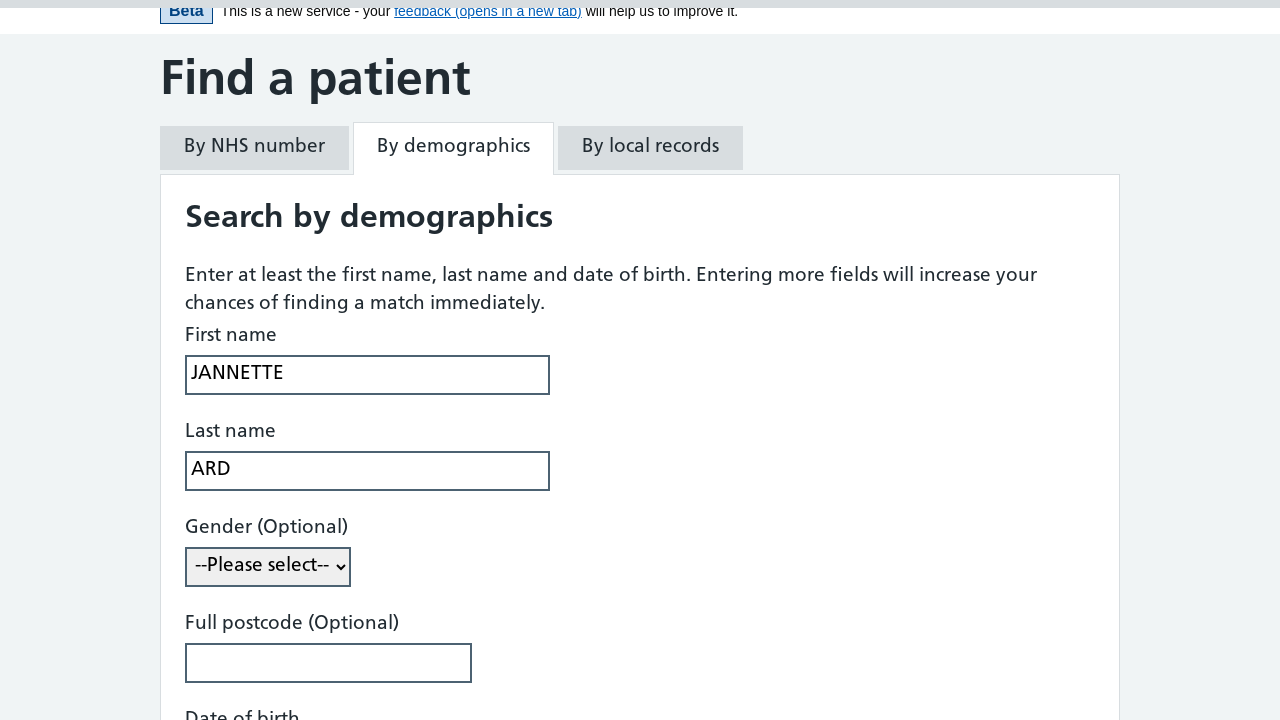 Beta This is a new service - your feedback (opens in a new tab) will help us to improve it.
Find a patient
By NHS number By demographics By local records
Search by demographics
Enter at least the first name, last name and date of birth. Entering more fields will increase your
chances of finding a match immediately.
First name
JANNETTE
Last name
ARD
Gender (Optional)
--Please select--
Full postcode (Optional)
Date of birth